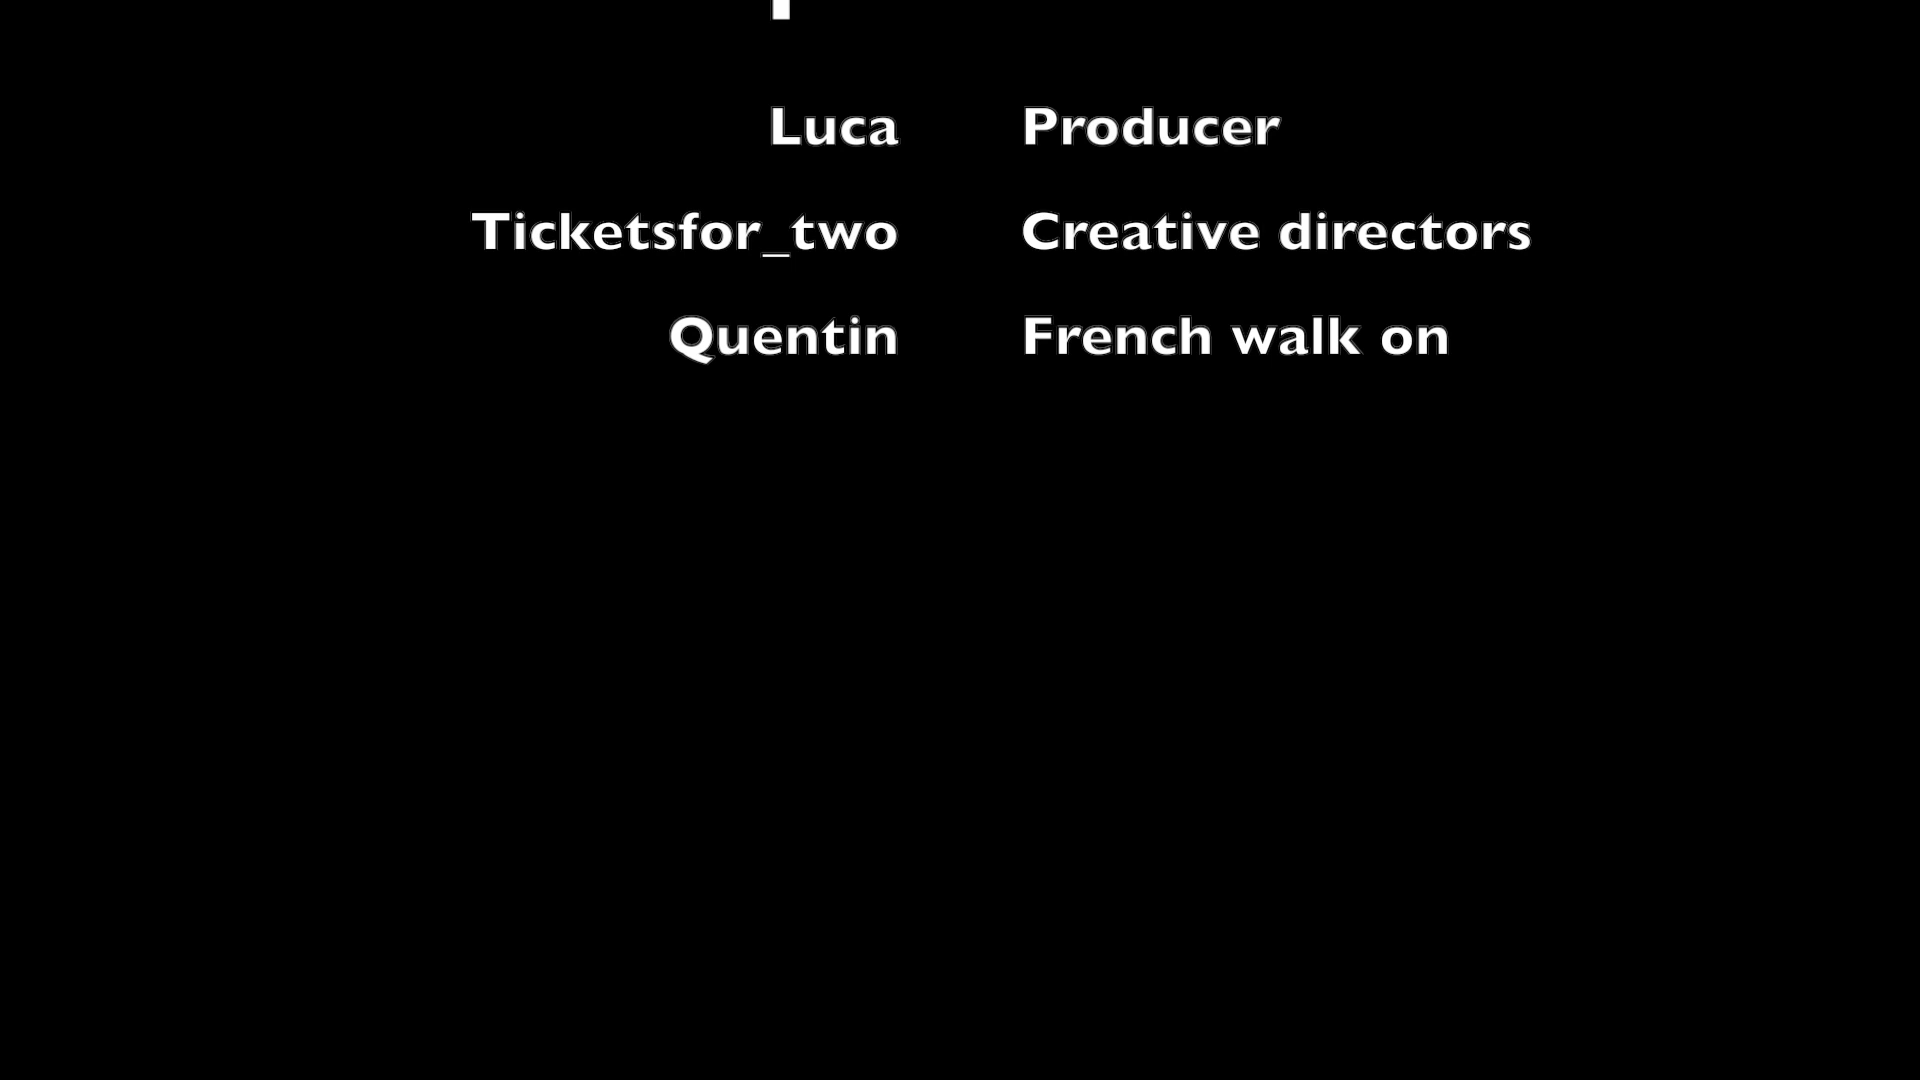 Luca Producer
Ticketsfor_two Creative directors
Quentin French walk on